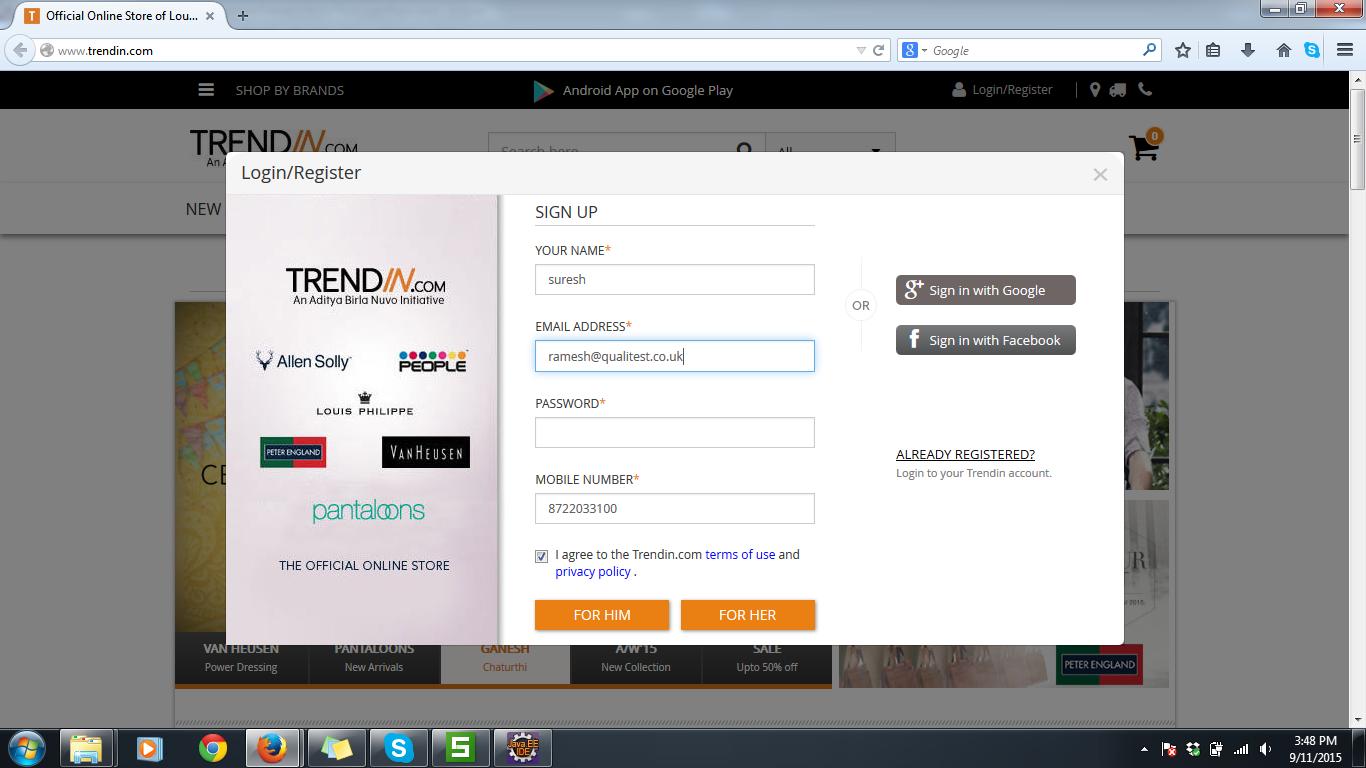 Official Online Store of Lou...
www.trendin.com
Google
SHOP BY BRANDS
Android App on Google Play
Login/Register
TRENDIN.COM
0
Search here
All
Login/Register
NEW
TRENDIN.COM
An Aditya Birla Nuvo Initiative
Allen Solly
PEOPLE
LOUIS PHILIPPE
PETER ENGLAND
VANHEUSEN
pantaloons
THE OFFICIAL ONLINE STORE
SIGN UP
YOUR NAME*
suresh
EMAIL ADDRESS*
ramesh@qualitest.co.uk
PASSWORD*
MOBILE NUMBER*
8722033100
I agree to the Trendin.com terms of use and
privacy policy .
FOR HIM
FOR HER
OR
Sign in with Google
Sign in with Facebook
ALREADY REGISTERED?
Login to your Trendin account.
VAN HEUSEN
Power Dressing
PANTALOONS
New Arrivals
GANESH
Chaturthi
A/W'15
New Collection
SALE
Upto 50% off
PETER ENGLAND
Java EE
IDE
3:48 PM
9/11/2015